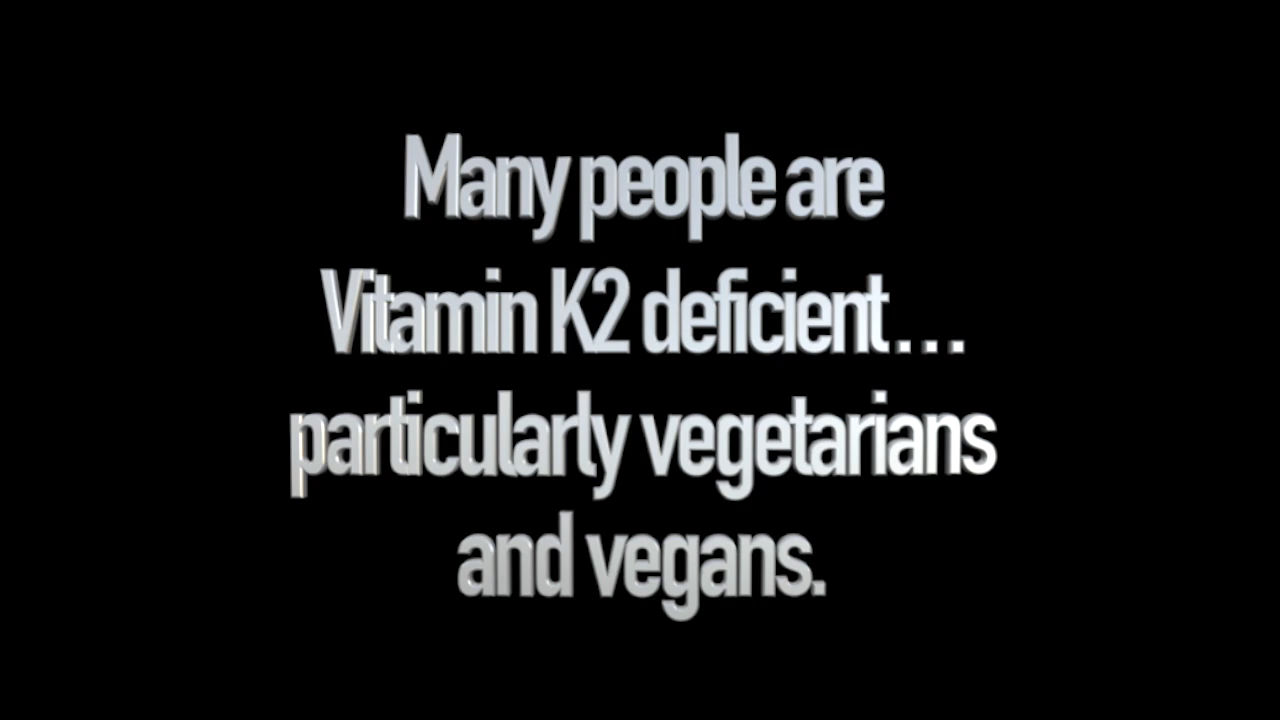 Many people are
Vitamin K2 deficient...
particularly vegetarians
and vegans.